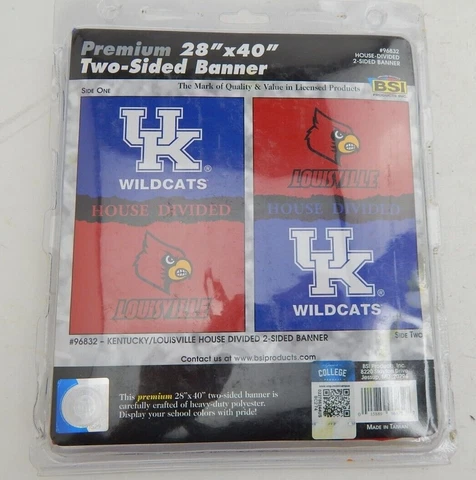 Premium 28"x40"
Two-Sided Banner
#96832
HOUSE-DIVIDED
2-SIDED BANNER
The Mark of Quality & Value in Licensed Products
BSI
SIDE ONE
UK
WILDCATS
HOUSE DIVIDED
LOUISVILLE
LOUISVILLE
HOUSE DIVIDED
UK
WILDCATS
#96832 - KENTUCKY/LOUISVILLE HOUSE DIVIDED 2-SIDED BANNER
SIDE TWO
Contact us at www.bsiproducts.com
This premium 28"x40" two-sided banner is
carefully crafted of heavy-duty polyester.
Display your school colors with pride!
COLLEGE
BSI Products, Inc.
MADE IN TAIWAN